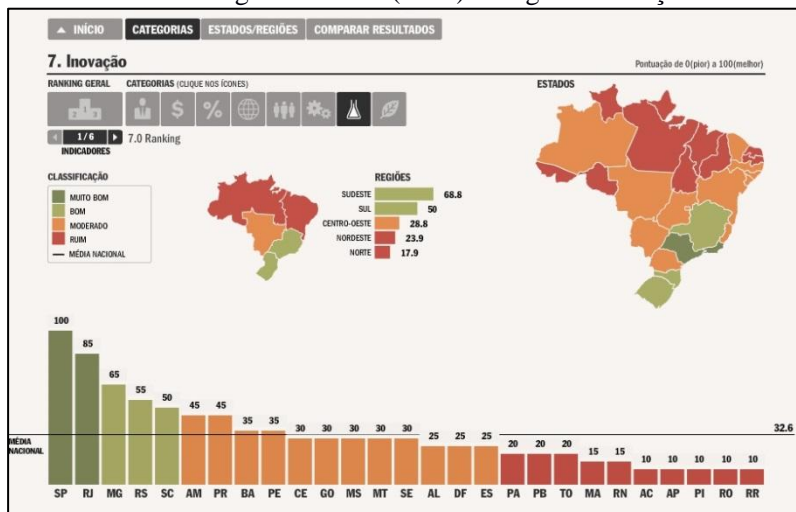 INÍCIO CATEGORIAS ESTADOS/REGIÕES COMPARAR RESULTADOS
7. Inovação
Pontuação de 0(pior) a 100(melhor)
RANKING GERAL CATEGORIAS (CLIQUE NOS ÍCONES) ESTADOS
$ %
1/6 7.0 Ranking
INDICADORES
CLASSIFICAÇÃO
MUITO BOM
BOM
MODERADO
RUIM
MÉDIA NACIONAL
REGIÕES
SUDESTE 68.8
SUL 50
CENTRO-OESTE 28.8
NORDESTE 23.9
NORTE 17.9
100 85 65 55 50 45 45 35 35 30 30 30 30 30 25 25 25 20 20 20 15 15 10 10 10 10 10
32.6
MÉDIA
NACIONAL
SP RJ MG RS SC AM PR BA PE CE GO MS MT SE AL DF ES PA PB TO MA RN AC AP PI RO RR